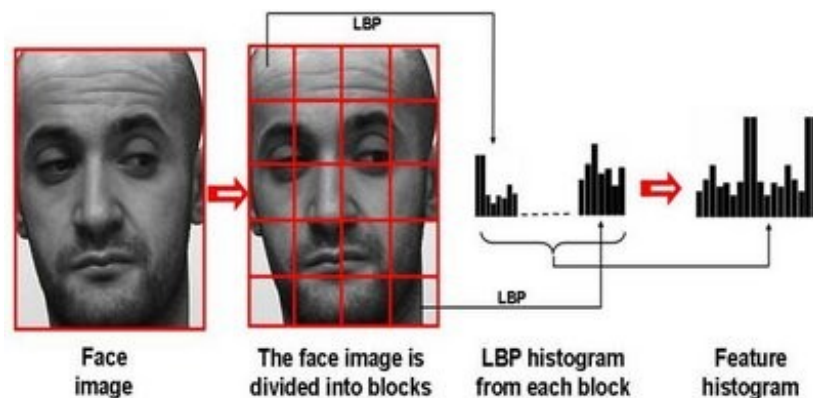 LBP
LBP
Face
image
The face image is
divided into blocks
LBP histogram
from each block
Feature
histogram